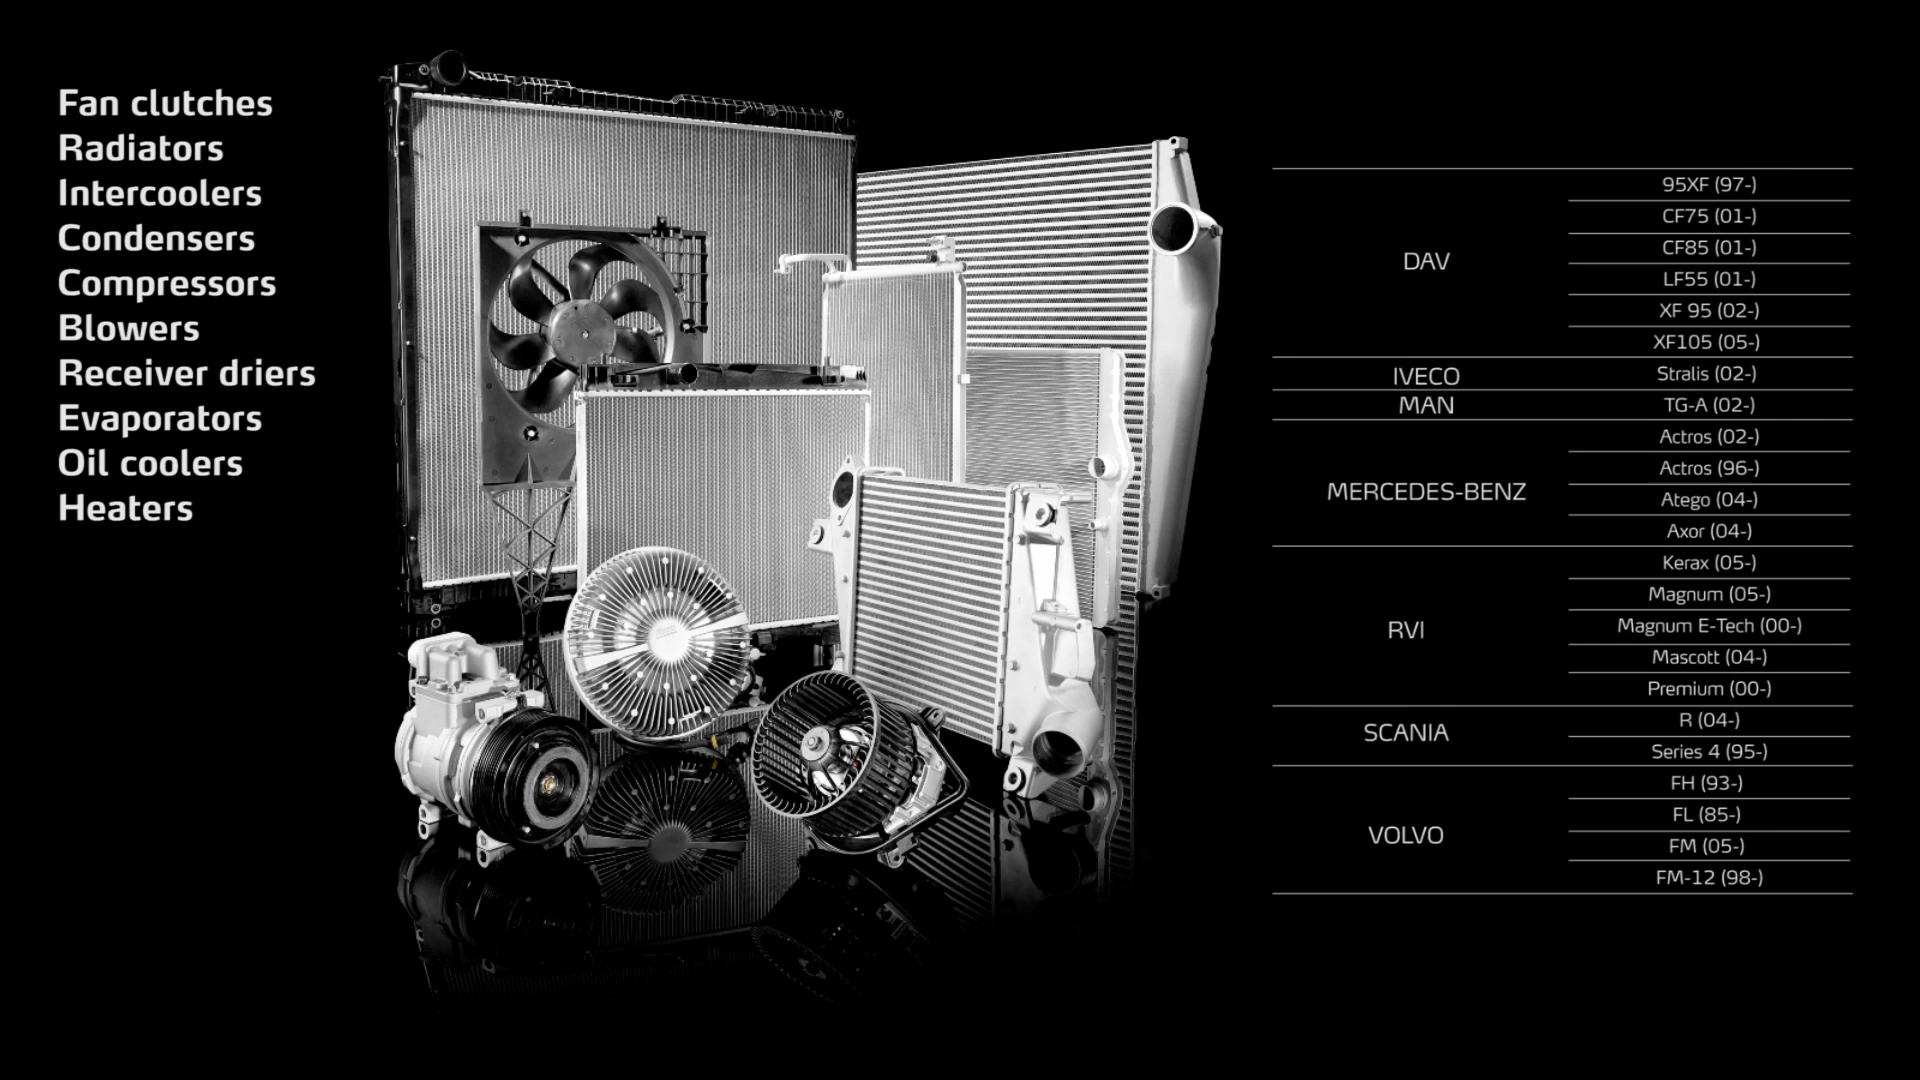 Fan clutches
Radiators
Intercoolers
Condensers
Compressors
Blowers
Receiver driers
Evaporators
Oil coolers
Heaters
DAV
95XF (97-)
CF75 (01-)
CF85 (01-)
LF55 (01-)
XF 95 (02-)
XF105 (05-)
IVECO
Stralis (02-)
MAN
TG-A (02-)
MERCEDES-BENZ
Actros (02-)
Actros (96-)
Atego (04-)
Axor (04-)
RVI
Kerax (05-)
Magnum (05-)
Magnum E-Tech (00-)
Mascott (04-)
Premium (00-)
SCANIA
R (04-)
Series 4 (95-)
VOLVO
FH (93-)
FL (85-)
FM (05-)
FM-12 (98-)